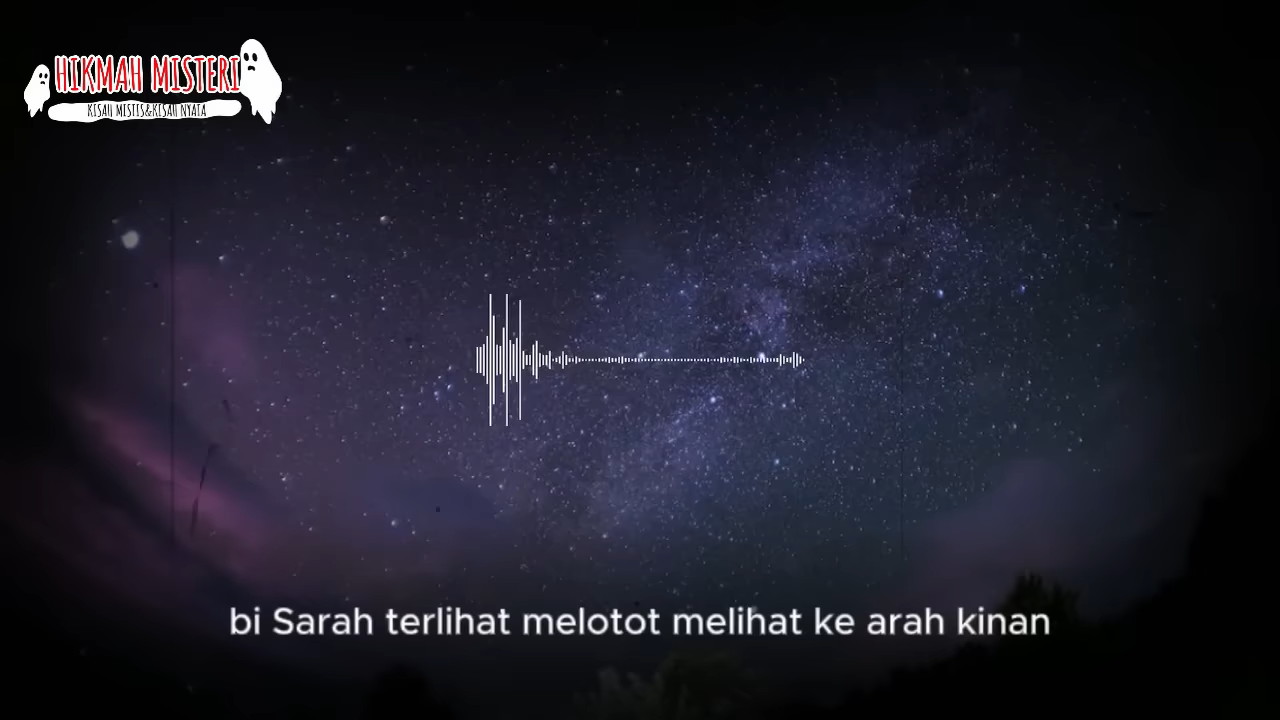 HIKMAH MISTERI
KISAH MISTIS&KISAH NYATA
bi Sarah terlihat melotot melihat ke arah kinan